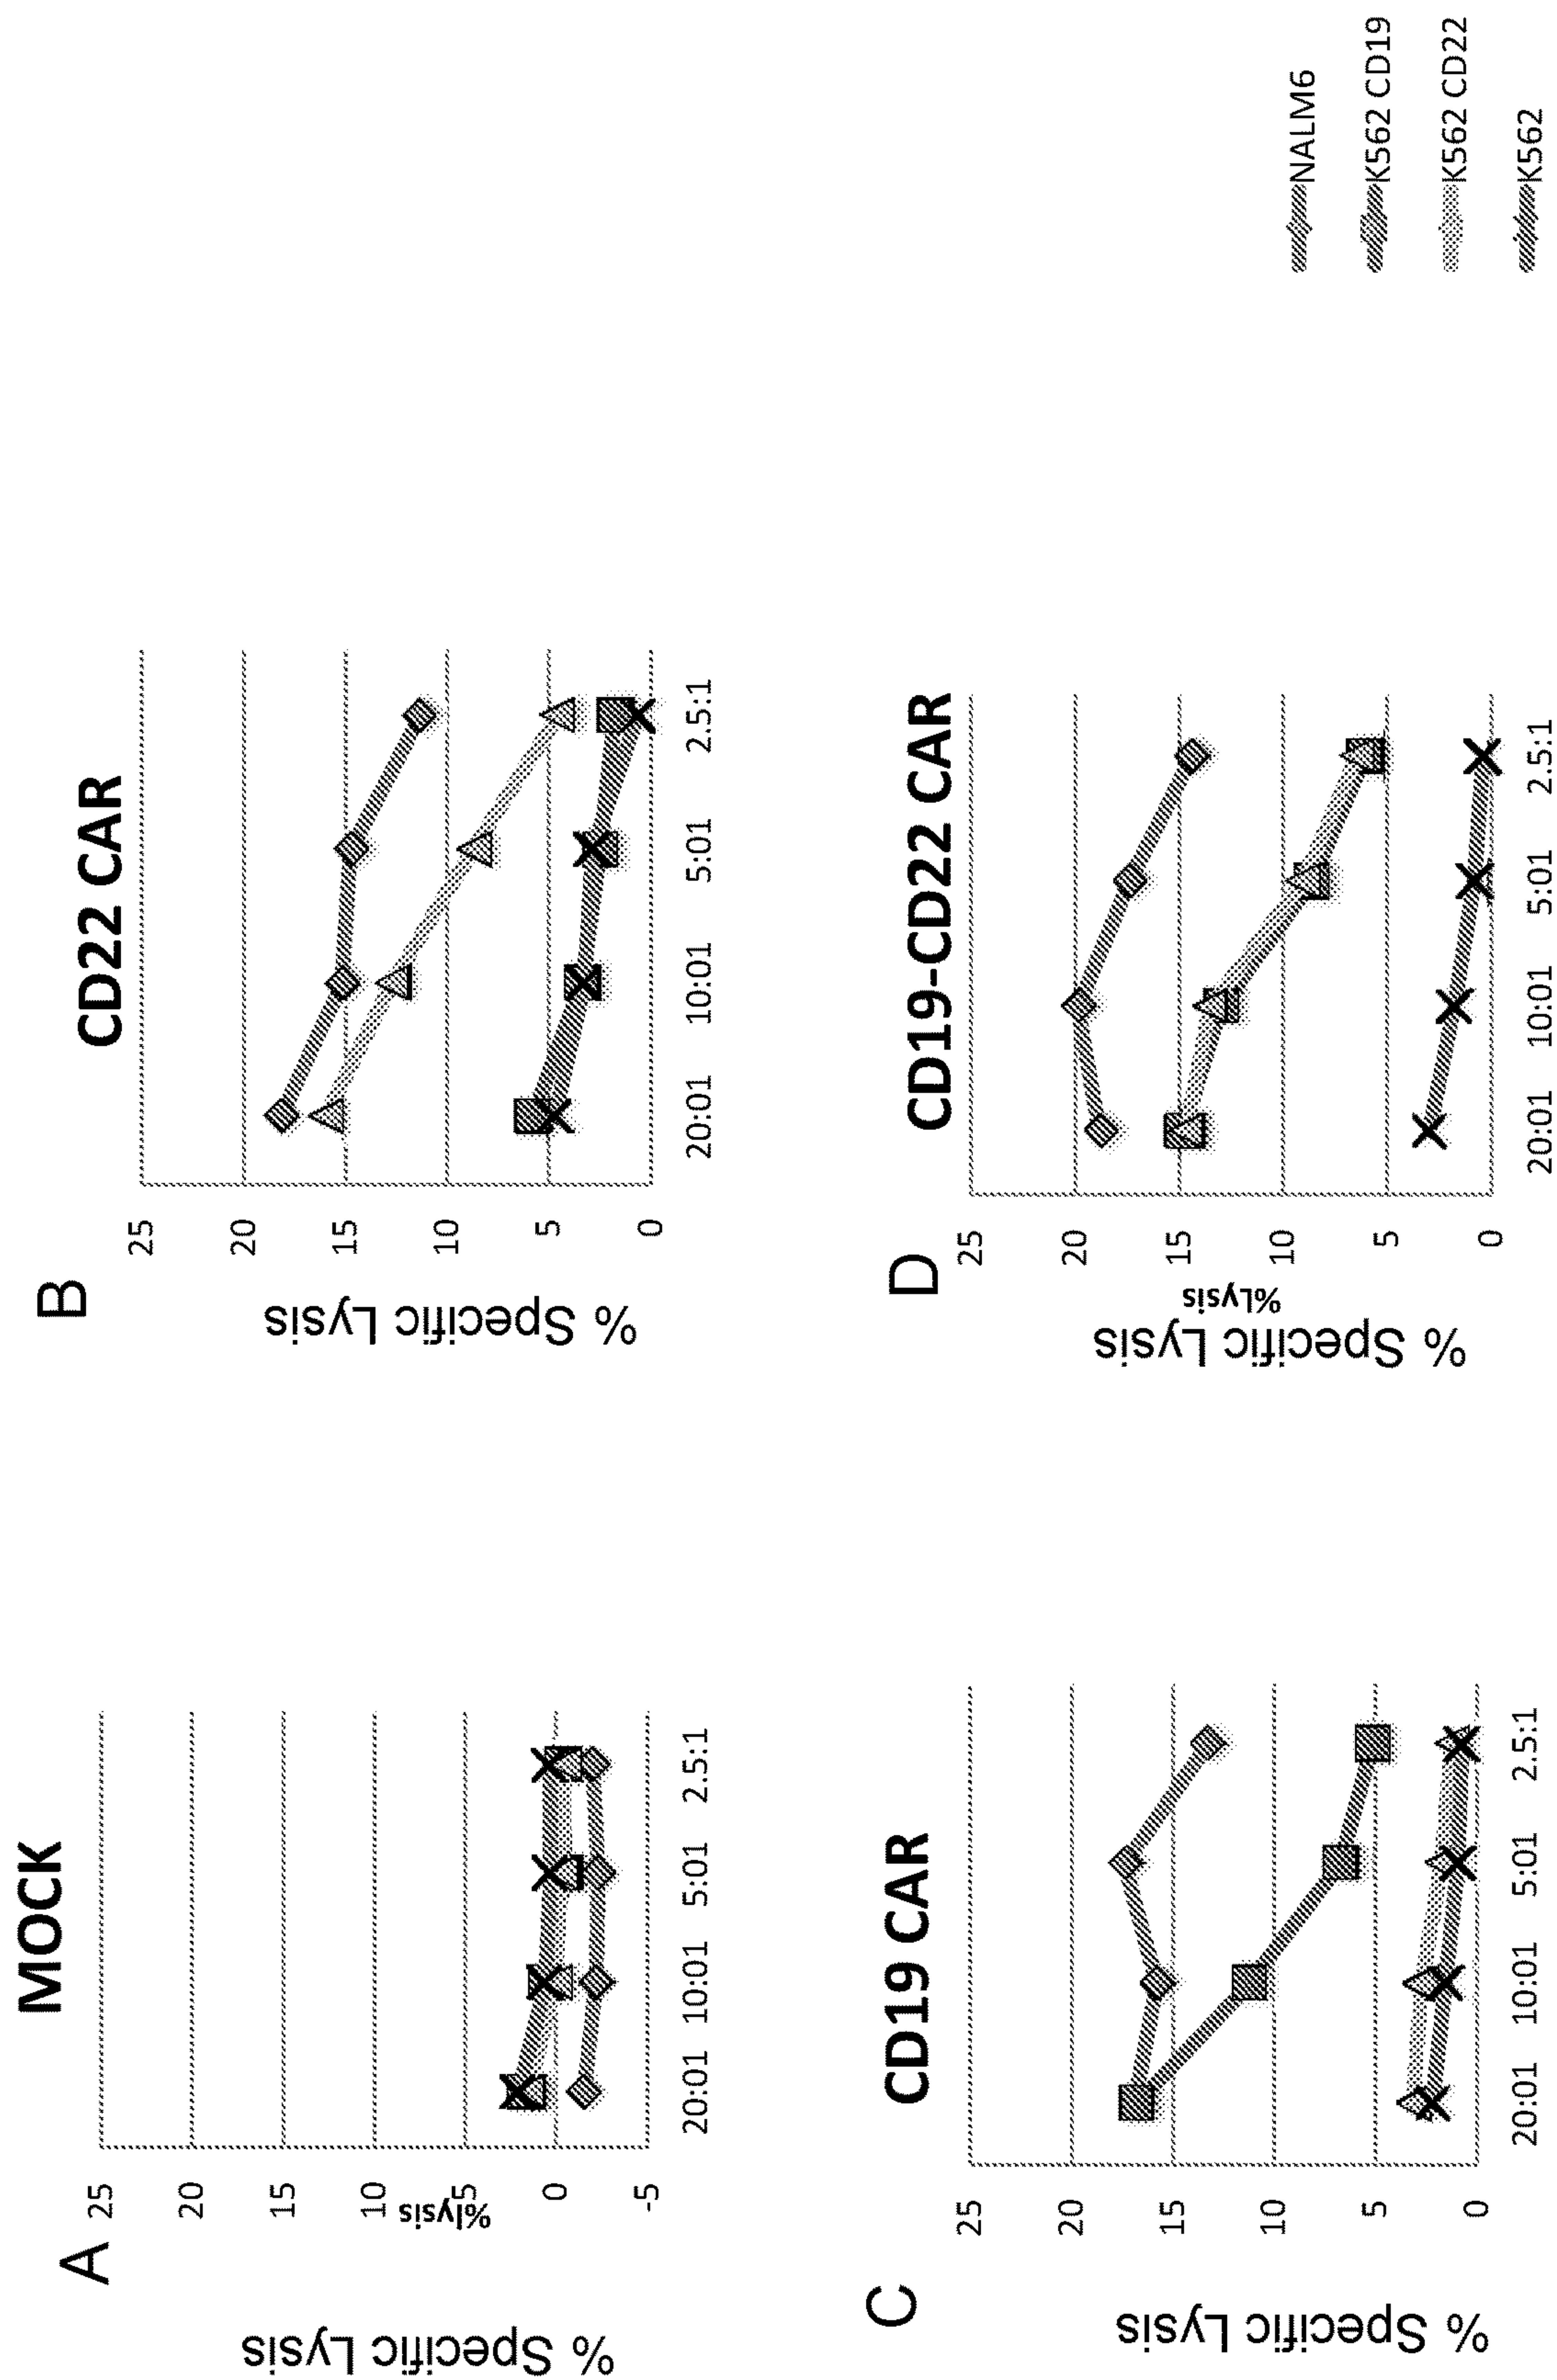 A
MOCK
% Specific Lysis
%lysis
25
20
15
10
5
0
-5
20:01
10:01
5:01
2.5:1
B
CD22 CAR
% Specific Lysis
25
20
15
10
5
0
20:01
10:01
5:01
2.5:1
C
CD19 CAR
% Specific Lysis
25
20
15
10
5
0
20:01
10:01
5:01
2.5:1
D
CD19-CD22 CAR
% Specific Lysis
%Lysis
25
20
15
10
5
0
20:01
10:01
5:01
2.5:1
NALM6
K562 CD19
K562 CD22
K562